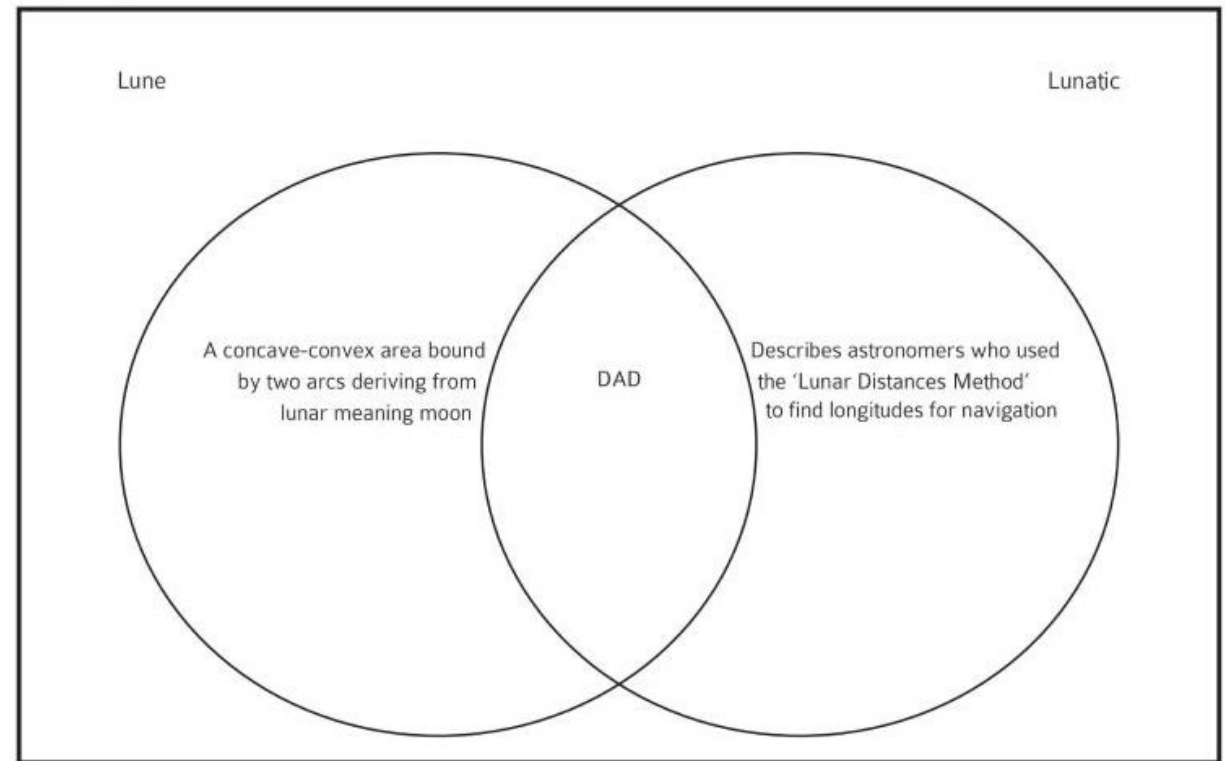 Lune
Lunatic
A concave-convex area bound
by two arcs deriving from
lunar meaning moon
DAD
Describes astronomers who used
the ‘Lunar Distances Method’
to find longitudes for navigation